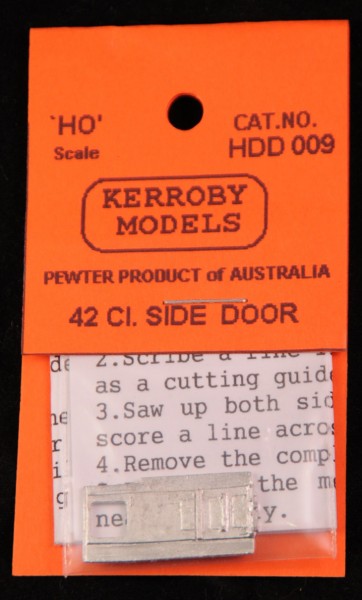 'HO'
Scale
CAT.NO.
HDD 009
KERROBY
MODELS
PEWTER PRODUCT of AUSTRALIA
42 Cl. SIDE DOOR
2.Scribe a
as a cutting guide
3.Saw up both sid
score a line acros
4.Remove the compl
the m